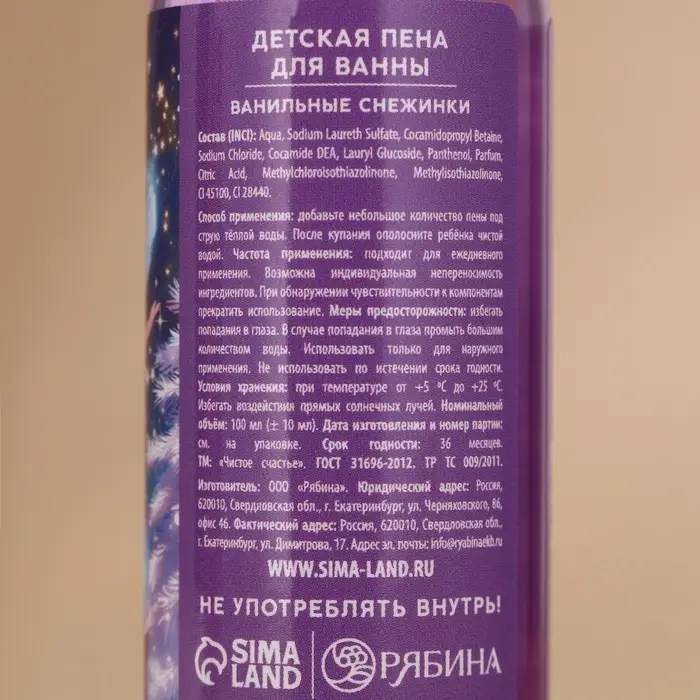 ДЕТСКАЯ ПЕНА
ДЛЯ ВАННЫ
ВАНИЛЬНЫЕ СНЕЖИНКИ
Состав (INCI): Aqua, Sodium Laureth Sulfate, Cocamidopropyl Betaine,
Sodium Chloride, Cocamide DEA, Lauryl Glucoside, Panthenol, Parfum,
Citric Acid, Methylchloroisothiazolinone, Methylisothiazolinone,
CI 45100, CI 28440.
Способ применения: добавьте небольшое количество пены под
струю тёплой воды. После купания ополосните ребёнка чистой
водой. Частота применения: подходит для ежедневного
применения. Возможна индивидуальная непереносимость
ингредиентов. При обнаружении чувствительности к компонентам
прекратить использование. Меры предосторожности: избегать
попадания в глаза. В случае попадания в глаза промыть большим
количеством воды. Использовать только для наружного
применения. Не использовать по истечении срока годности.
Условия хранения: при температуре от +5 °С до +25 °С.
Избегать воздействия прямых солнечных лучей. Номинальный
объём: 100 мл (± 10 мл). Дата изготовления и номер партии:
см. на упаковке. Срок годности: 36 месяцев.
ТМ: «Чистое счастье». ГОСТ 31696-2012. ТР ТС 009/2011.
Изготовитель: ООО «Рябина». Юридический адрес: Россия,
620010, Свердловская обл., г. Екатеринбург, ул. Черняховского, 86,
офис 46. Фактический адрес: Россия, 620010, Свердловская обл.,
г. Екатеринбург, ул. Димитрова, 17. Адрес эл. почты: info@ryabinaekb.ru
WWW.SIMA-LAND.RU
НЕ УПОТРЕБЛЯТЬ ВНУТРЬ!
SIMA
LAND
РЯБИНА